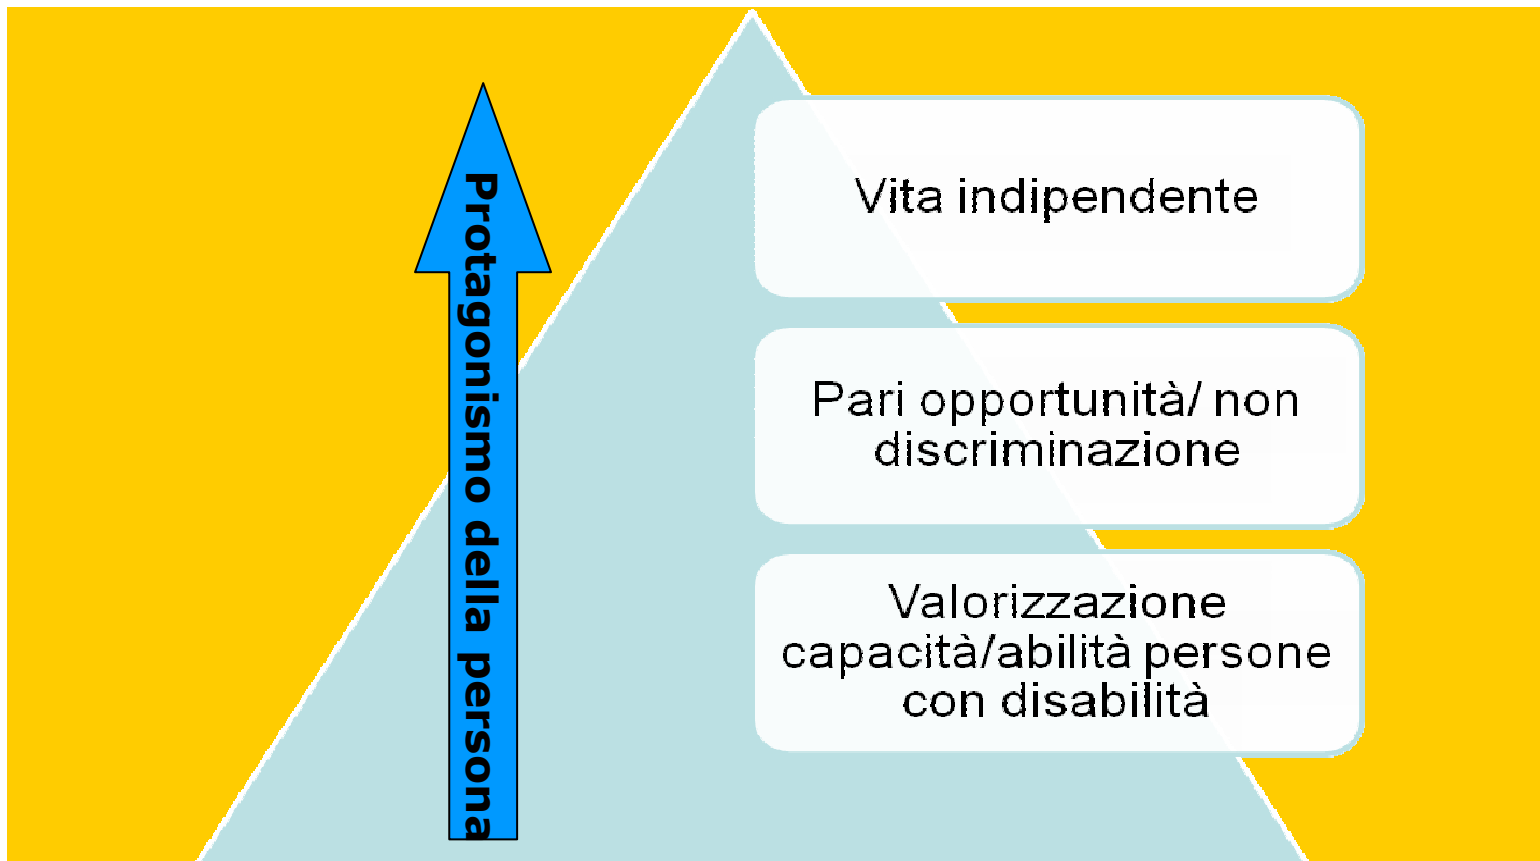 Protagonismo della persona
Vita indipendente
Pari opportunità/ non
discriminazione
Valorizzazione
capacità/abilità persone
con disabilità